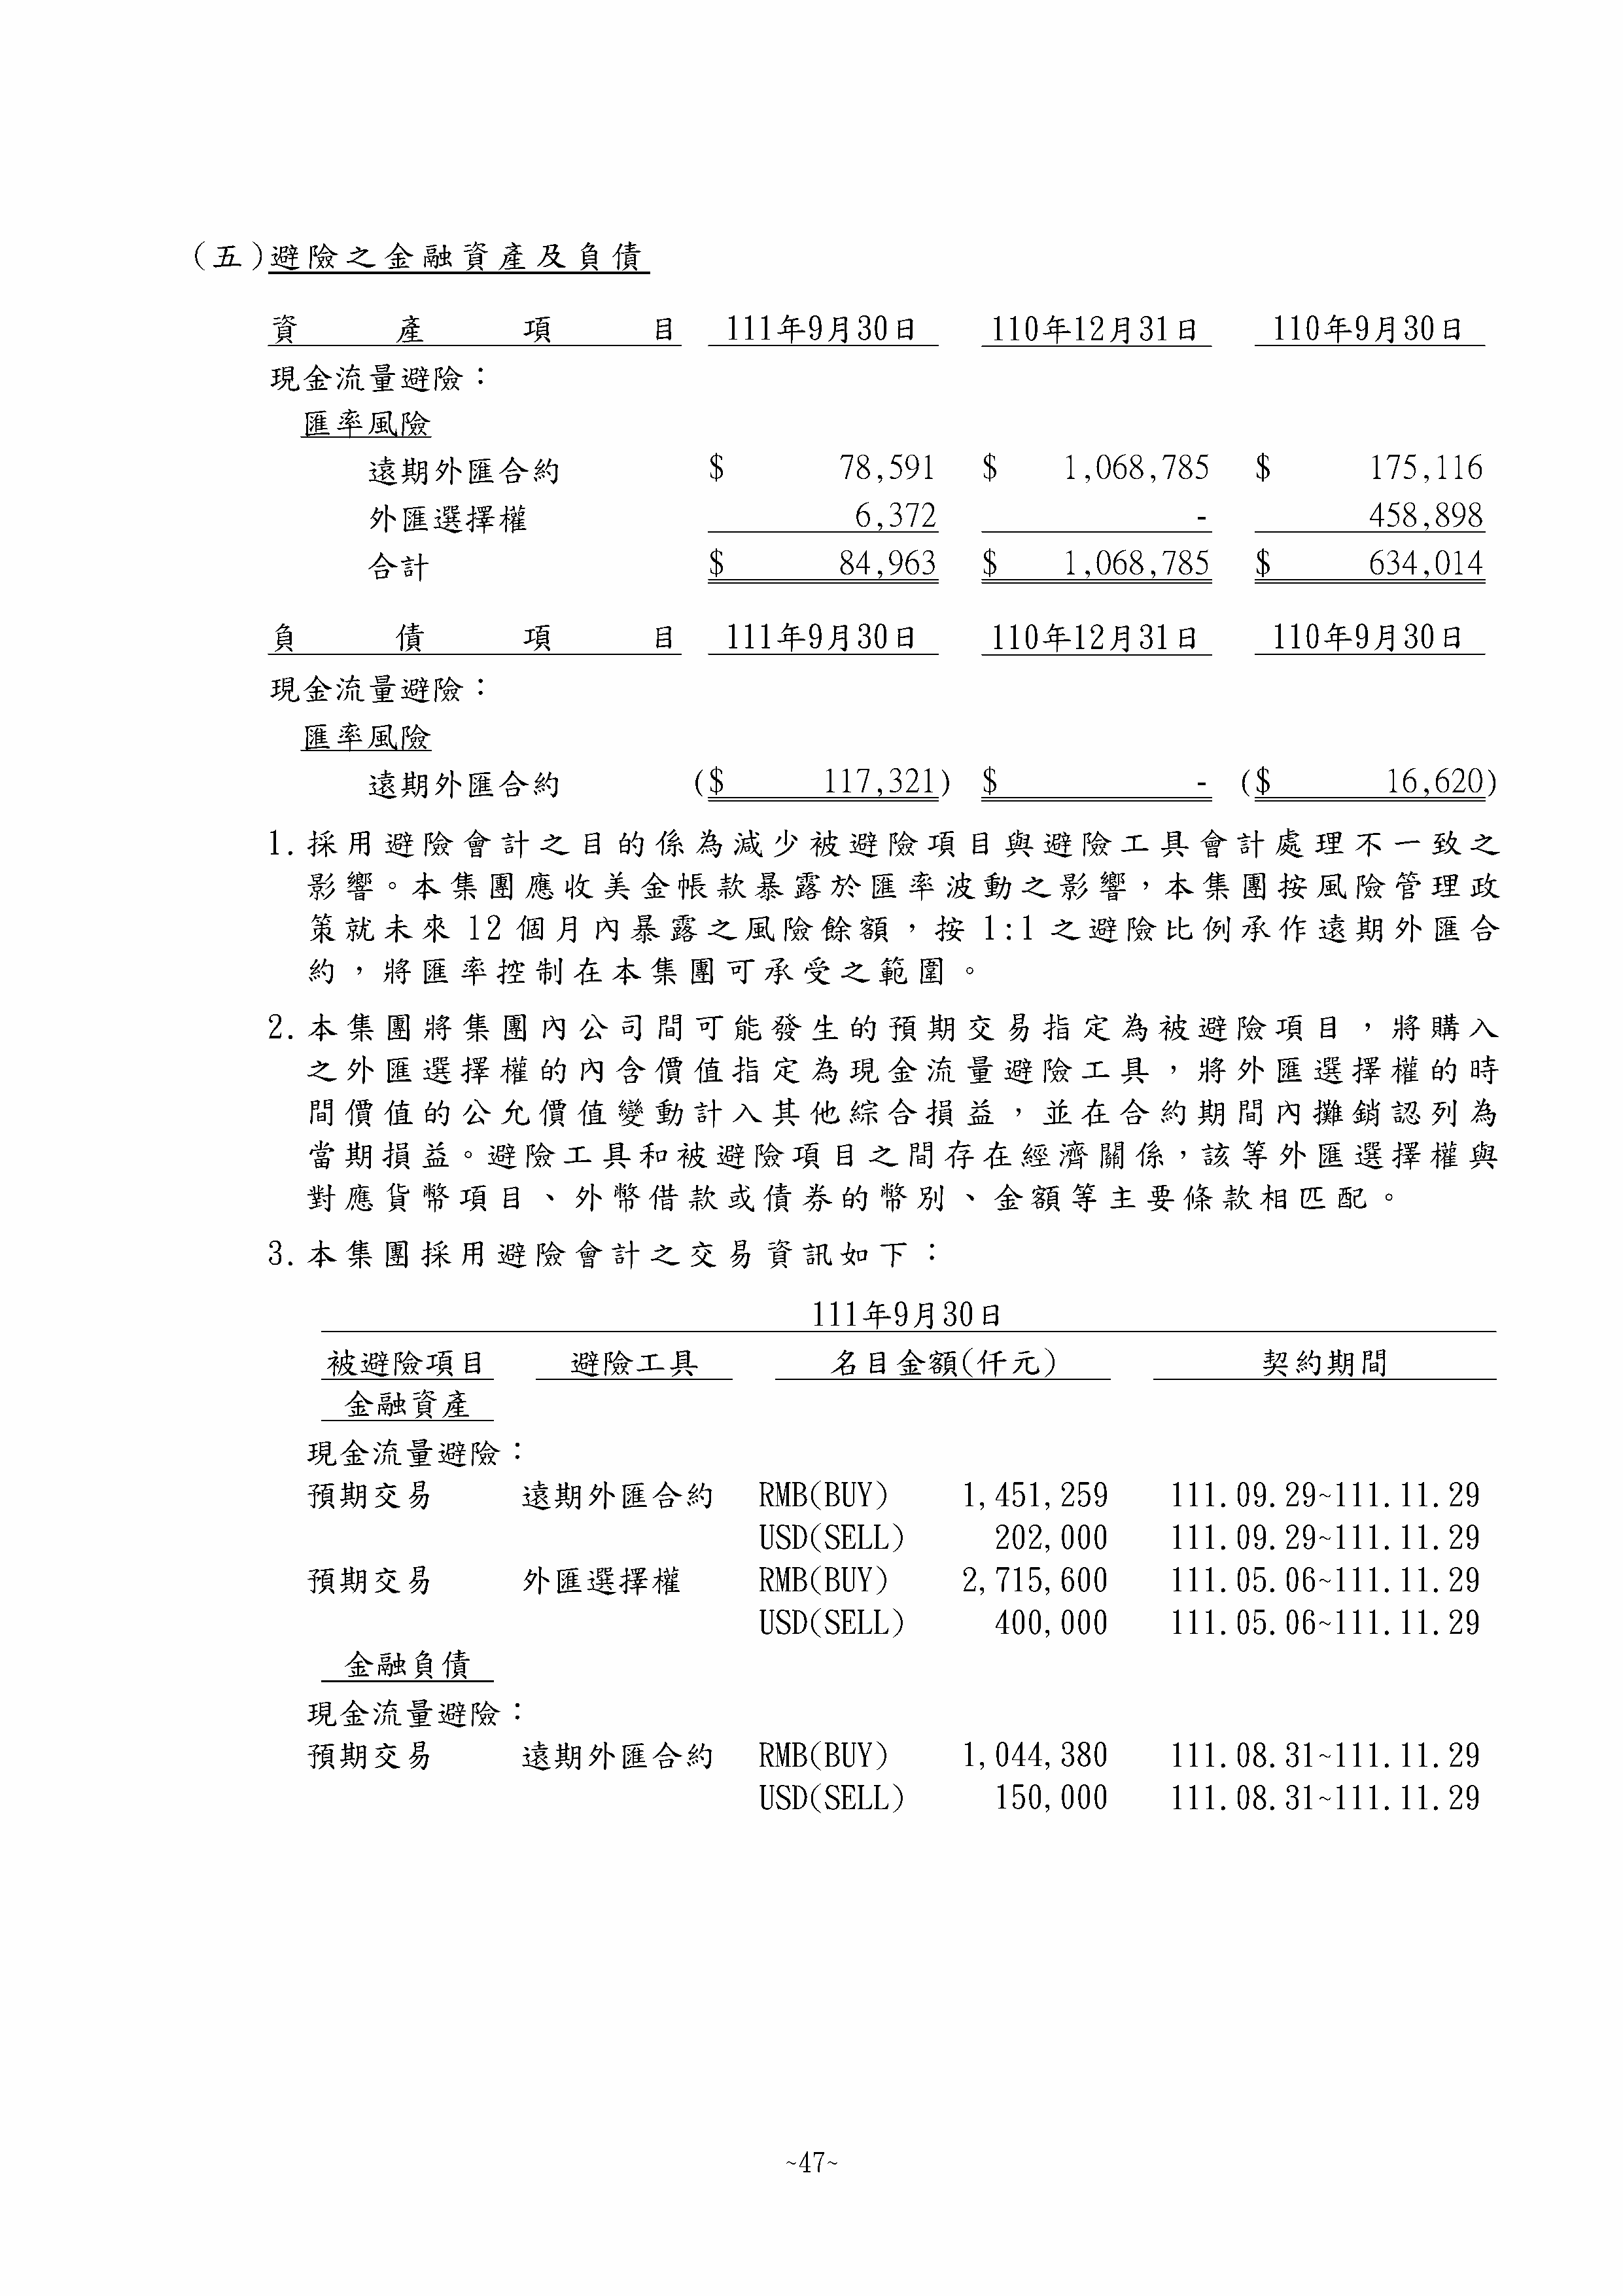 (五)避險之金融資產及負債
資產項目 111年9月30日 110年12月31日 110年9月30日
現金流量避險：
匯率風險
遠期外匯合約 $ 78,591 $ 1,068,785 $ 175,116
外匯選擇權 6,372 - 458,898
合計 $ 84,963 $ 1,068,785 $ 634,014
負債項目 111年9月30日 110年12月31日 110年9月30日
現金流量避險：
匯率風險
遠期外匯合約 ($ 117,321) $ - ($ 16,620)
1.採用避險會計之目的係為減少被避險項目與避險工具會計處理不一致之
影響。本集團應收美金帳款暴露於匯率波動之影響，本集團按風險管理政
策就未來 12 個月內暴露之風險餘額，按 1:1 之避險比例承作遠期外匯合
約，將匯率控制在本集團可承受之範圍。
2.本集團將集團內公司間可能發生的預期交易指定為被避險項目，將購入
之外匯選擇權的內含價值指定為現金流量避險工具，將外匯選擇權的時
間價值的公允價值變動計入其他綜合損益，並在合約期間內攤銷認列為
當期損益。避險工具和被避險項目之間存在經濟關係，該等外匯選擇權與
對應貨幣項目、外幣借款或債券的幣別、金額等主要條款相匹配。
3.本集團採用避險會計之交易資訊如下：
111年9月30日
被避險項目 避險工具 名目金額(仟元) 契約期間
金融資產
現金流量避險：
預期交易 遠期外匯合約 RMB(BUY) 1,451,259 111.09.29~111.11.29
USD(SELL) 202,000 111.09.29~111.11.29
預期交易 外匯選擇權 RMB(BUY) 2,715,600 111.05.06~111.11.29
USD(SELL) 400,000 111.05.06~111.11.29
金融負債
現金流量避險：
預期交易 遠期外匯合約 RMB(BUY) 1,044,380 111.08.31~111.11.29
USD(SELL) 150,000 111.08.31~111.11.29
~47~